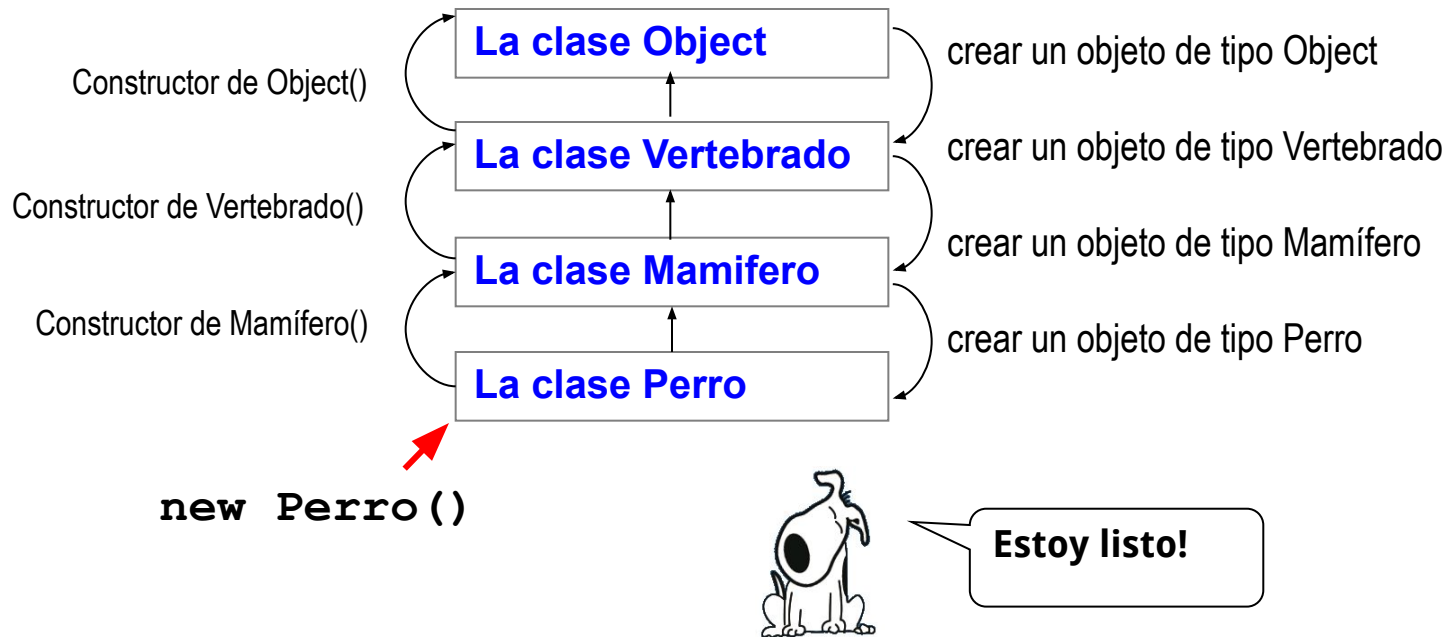 La clase Object
crear un objeto de tipo Object
Constructor de Object()
La clase Vertebrado
crear un objeto de tipo Vertebrado
Constructor de Vertebrado()
La clase Mamifero
crear un objeto de tipo Mamífero
Constructor de Mamífero()
crear un objeto de tipo Perro
La clase Perro
new Perro()
Estoy listo!